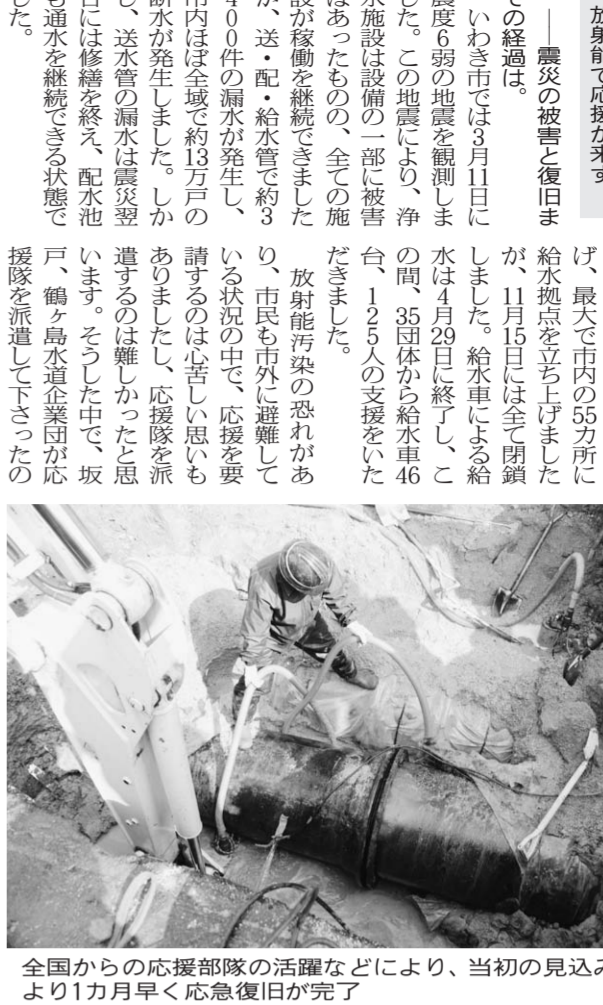 放射能で応援が来ず
――震災の被害と復旧ま
での経過は。
いわき市では3月11日に
震度6弱の地震を観測しま
した。この地震により、浄
水施設は設備の一部に被害
はあったものの、全ての施
設が稼働を継続できました
が、送・配・給水管で約3
400件の漏水が発生し、
市内ほぼ全域で約13万戸の
断水が発生しました。しか
し、送水管の漏水は震災翌
日には修繕を終え、配水池
も通水を継続できる状態で
した。
げ、最大で市内の55カ所に
給水拠点を立ち上げました
が、11月15日には全て閉鎖
しました。給水車による給
水は4月29日に終了し、こ
の間、35団体から給水車46
台、125人の支援をいた
だきました。
放射能汚染の恐れがあ
り、市民も市外に避難して
いる状況の中で、応援を要
請するのは心苦しい思いも
ありましたし、応援隊を派
遣するのは難しかったと思
います。そうした中で、坂
戸、鶴ヶ島水道企業団が応
援隊を派遣して下さったの
全国からの応援部隊の活躍などにより、当初の見込み
より1カ月早く応急復旧が完了